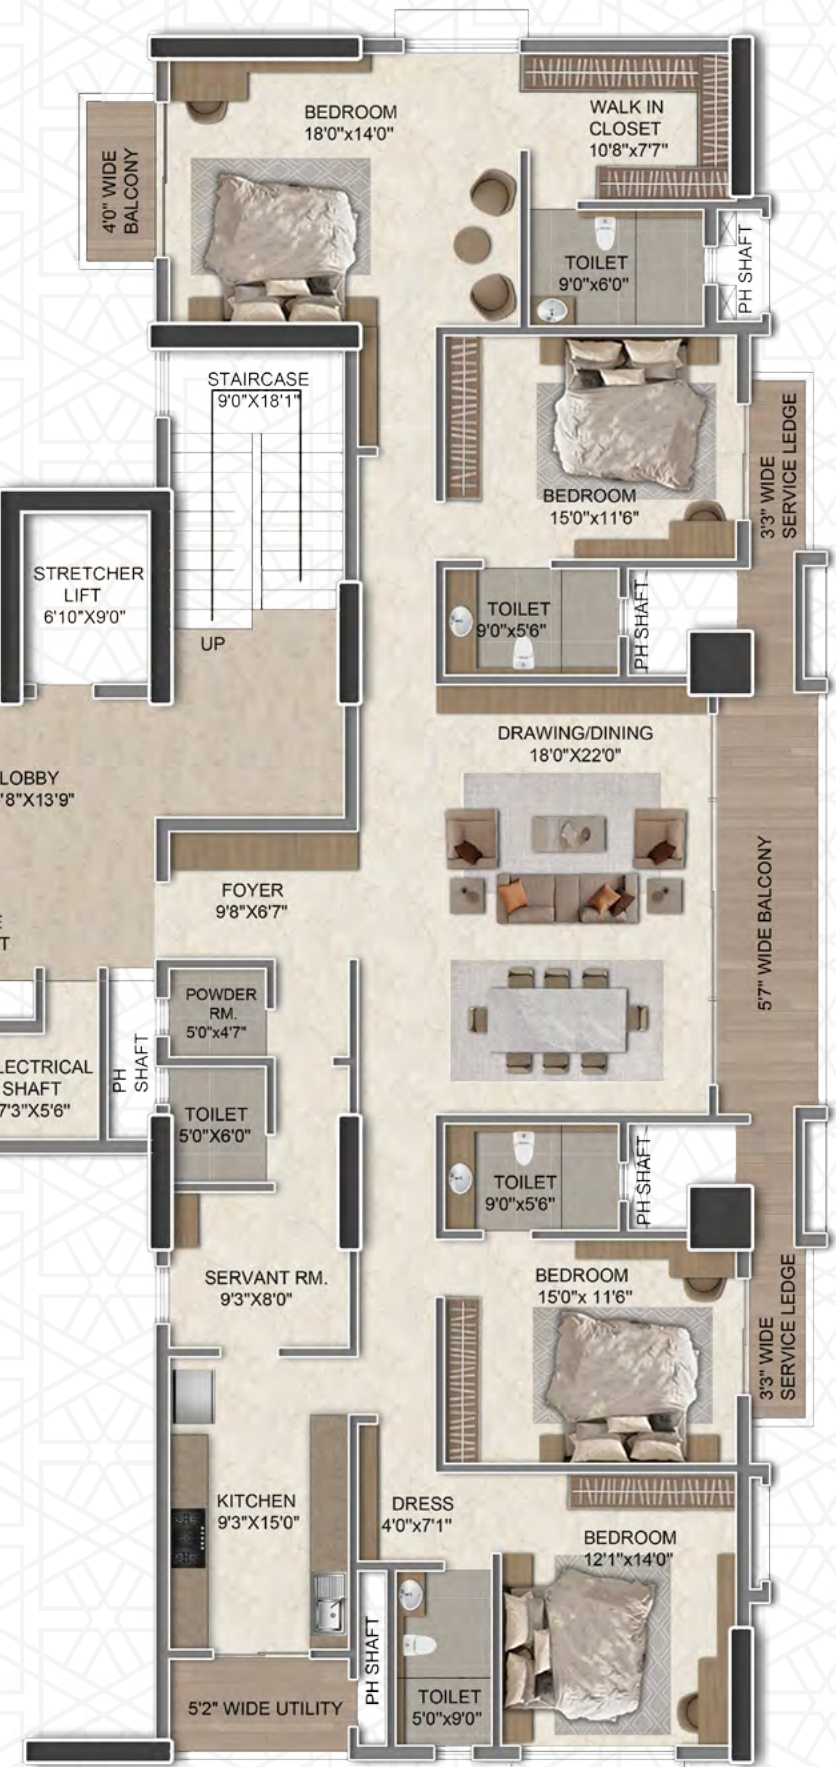 BEDROOM
18'0"x14'0"
WALK IN
CLOSET
10'8"x7'7"
4'0" WIDE
BALCONY
TOILET
9'0"x6'0"
PH SHAFT
STAIRCASE
9'0"X18'1"
UP
BEDROOM
15'0"x11'6"
3'3" WIDE
SERVICE LEDGE
STRETCHER
LIFT
6'10"X9'0"
TOILET
9'0"x5'6"
PH SHAFT
DRAWING/DINING
18'0"X22'0"
LOBBY
'8"X13'9"
FOYER
9'8"X6'7"
5'7" WIDE BALCONY
E
T
POWDER
RM.
5'0"x4'7"
LECTRICAL
SHAFT
7'3"X5'6"
PH
SHAFT
TOILET
5'0"X6'0"
TOILET
9'0"x5'6"
PH SHAFT
SERVANT RM.
9'3"X8'0"
BEDROOM
15'0"x 11'6"
3'3" WIDE
SERVICE LEDGE
KITCHEN
9'3"X15'0"
DRESS
4'0"x7'1"
BEDROOM
12'1"x14'0"
PH SHAFT
TOILET
5'0"x9'0"
5'2" WIDE UTILITY